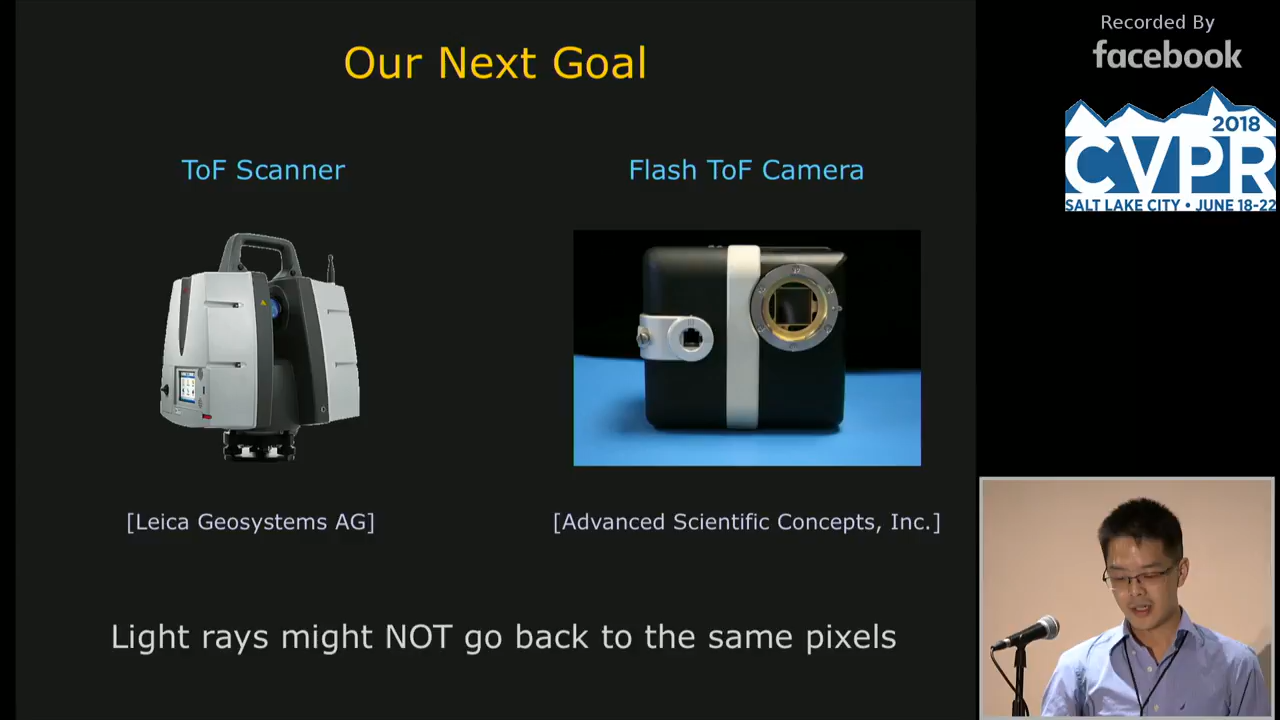 Our Next Goal
ToF Scanner
Flash ToF Camera
[Leica Geosystems AG]
[Advanced Scientific Concepts, Inc.]
Light rays might NOT go back to the same pixels
Recorded By
facebook
2018
CVPR
SALT LAKE CITY • JUNE 18-22